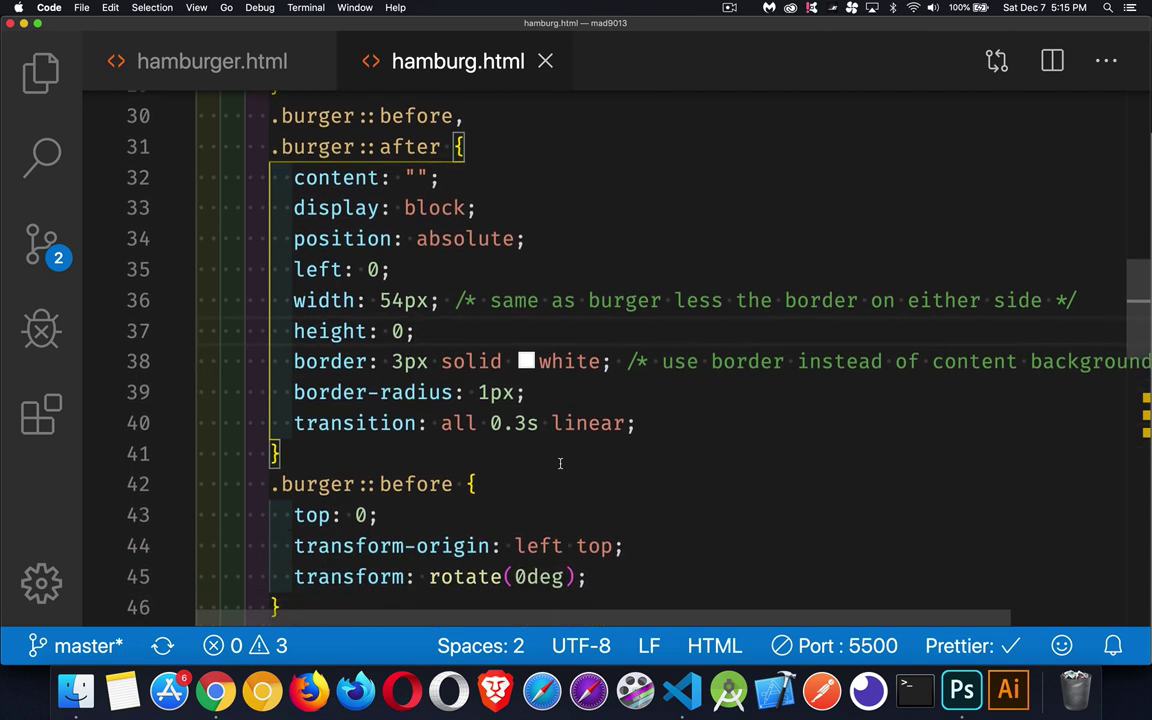 Code File Edit Selection View Go Debug Terminal Window Help 100% Sat Dec 7 5:15 PM
hamburg.html — mad9013
<> hamburger.html <> hamburg.html
30 .burger::before,
31 .burger::after {
32 content: "";
33 display: block;
34 position: absolute;
35 left: 0;
36 width: 54px; /* same as burger less the border on either side */
37 height: 0;
38 border: 3px solid white; /* use border instead of content background
39 border-radius: 1px;
40 transition: all 0.3s linear;
41 }
42 .burger::before {
43 top: 0;
44 transform-origin: left top;
45 transform: rotate(0deg);
46 }
2
master* 0 3 Spaces: 2 UTF-8 LF HTML Port : 5500 Prettier: ✓
6
>_ Ps Ai